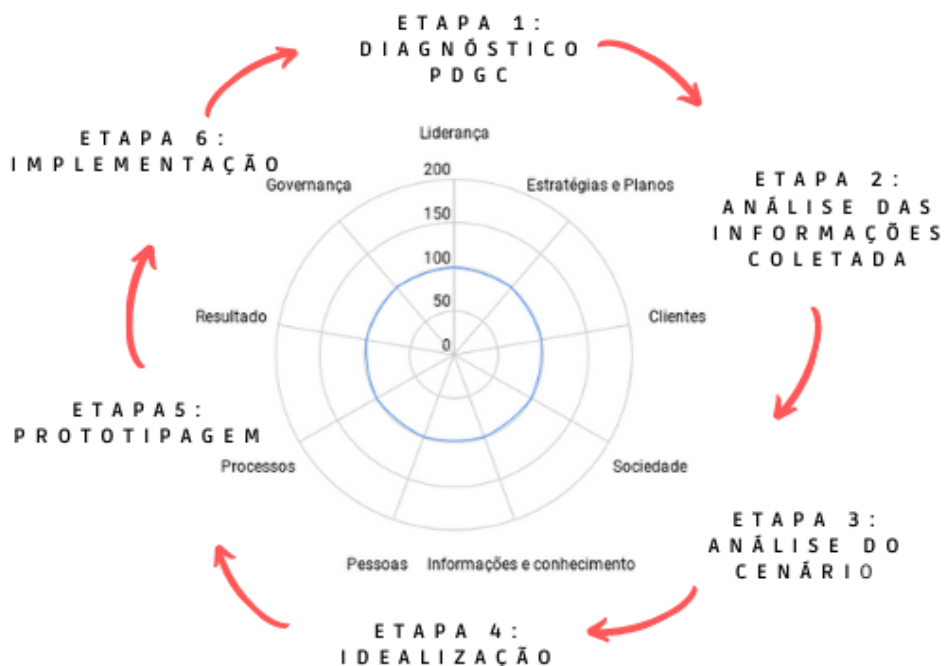 ETAPA 1:
DIAGNÓSTICO
PDGC
ETAPA 6:
IMPLEMENTAÇÃO
Liderança
200
Governança
Estratégias e Planos
150
100
50
0
ETAPA 2:
ANÁLISE DAS
INFORMAÇÕES
COLETADA
Resultado
Clientes
ETAPA5:
PROTOTIPAGEM
Processos
Sociedade
ETAPA 3:
ANÁLISE DO
CENÁRIO
Pessoas
Informações e conhecimento
ETAPA 4:
IDEALIZAÇÃO